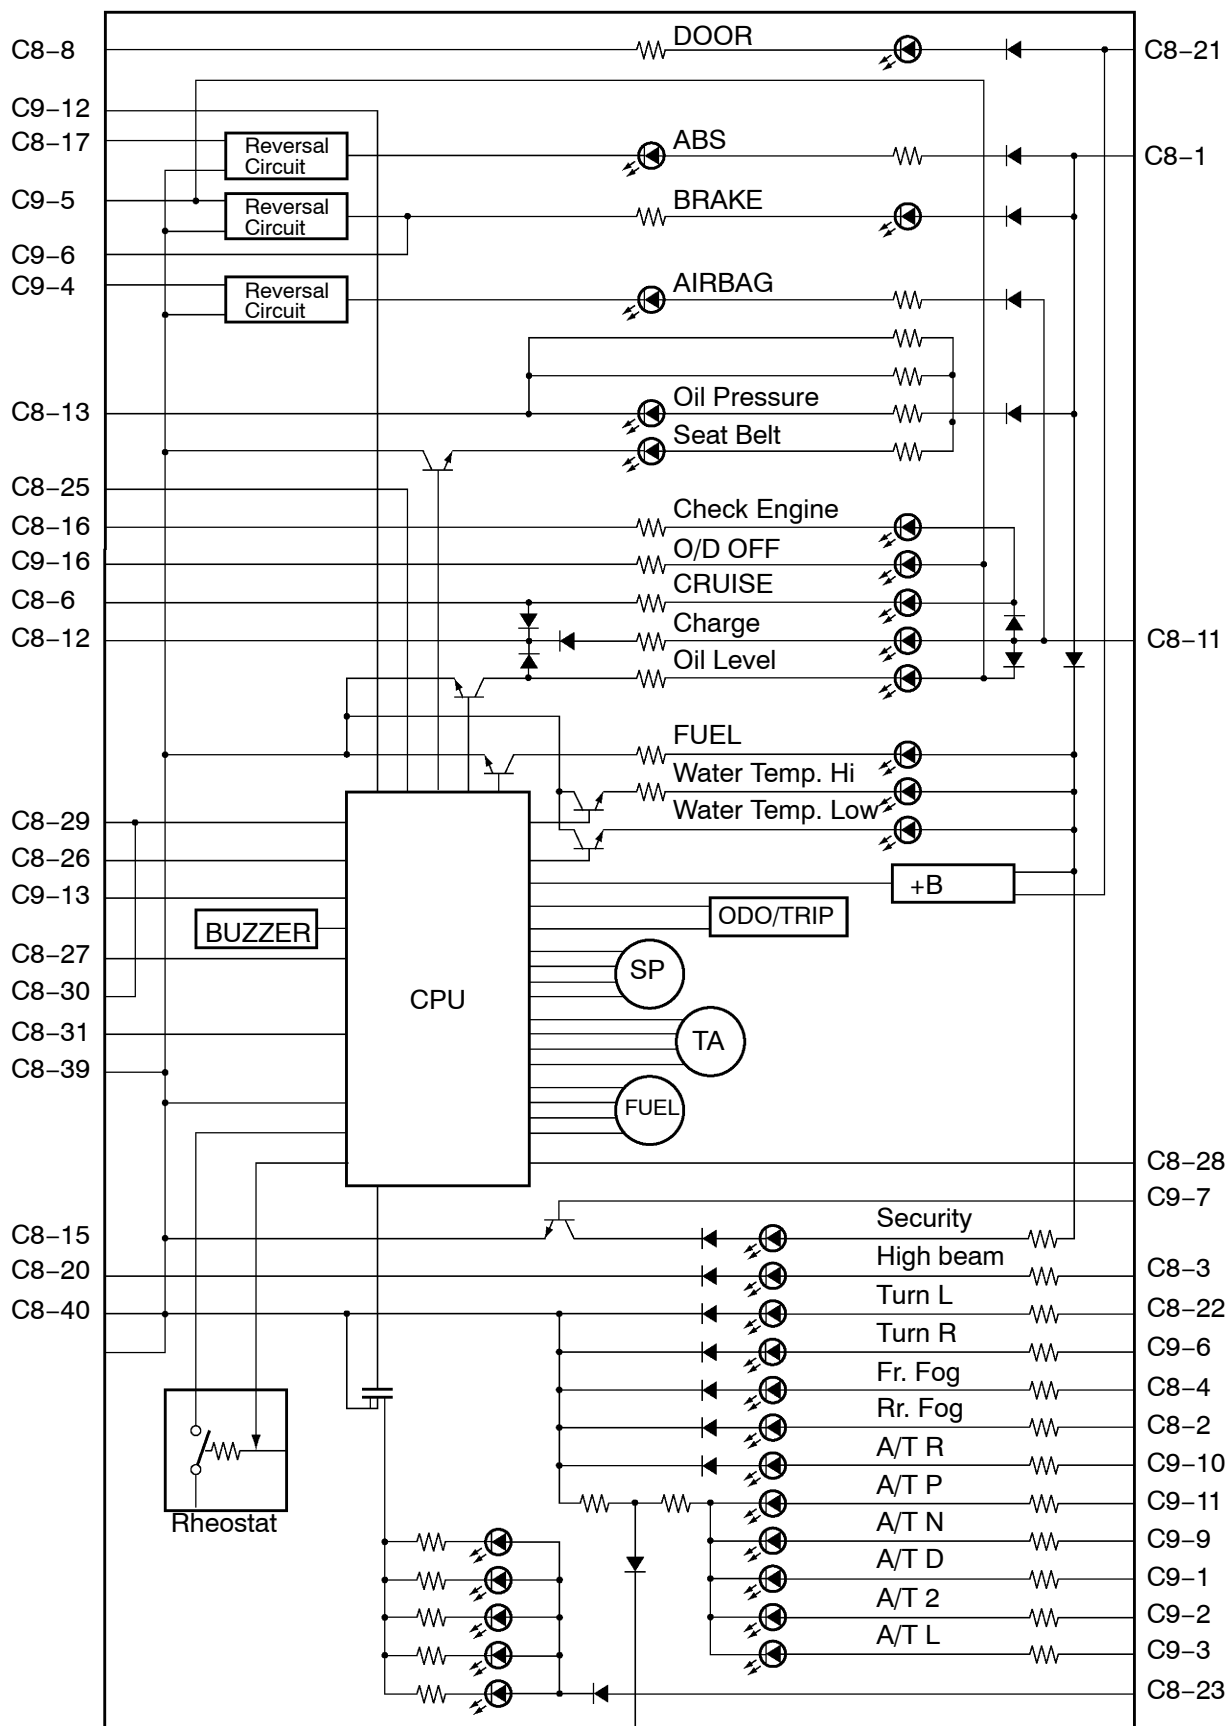 C8−8
DOOR
C8−21
C9−12
C8−17
Reversal
Circuit
ABS
C8−1
C9−5
Reversal
Circuit
BRAKE
C9−6
C9−4
Reversal
Circuit
AIRBAG
C8−13
Oil Pressure
Seat Belt
C8−25
C8−16
Check Engine
C9−16
O/D OFF
C8−6
CRUISE
C8−12
Charge
C8−11
Oil Level
FUEL
Water Temp. Hi
Water Temp. Low
C8−29
C8−26
C9−13
+B
ODO/TRIP
BUZZER
C8−27
SP
C8−30
CPU
C8−31
TA
C8−39
FUEL
C8−28
C9−7
C8−15
Security
C8−20
High beam
C8−3
C8−40
Turn L
C8−22
Turn R
C9−6
Fr. Fog
C8−4
Rr. Fog
C8−2
A/T R
C9−10
A/T P
C9−11
Rheostat
A/T N
C9−9
A/T D
C9−1
A/T 2
C9−2
A/T L
C9−3
C8−23